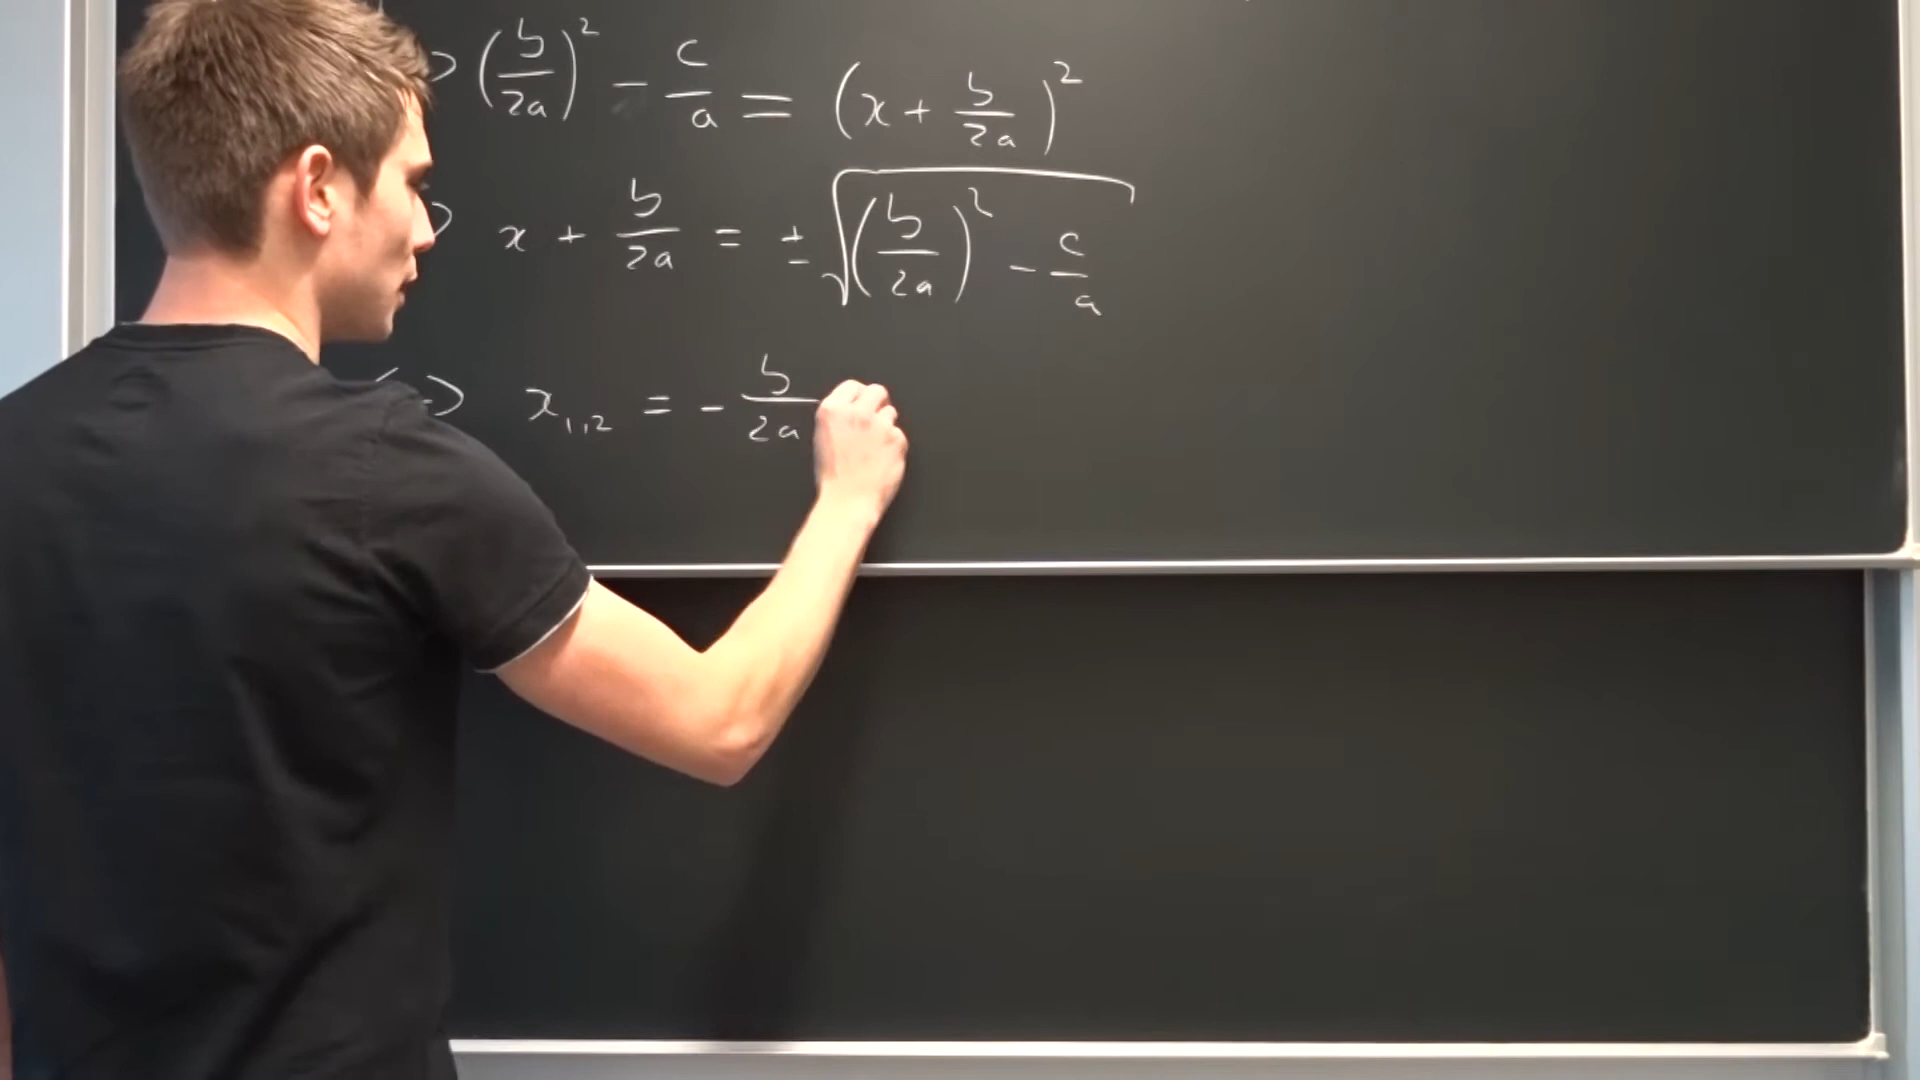 ⇔ (b/2a)² - c/a = (x + b/2a)²
⇔ x + b/2a = ±√((b/2a)² - c/a)
⇔ x₁,₂ = - b/2a